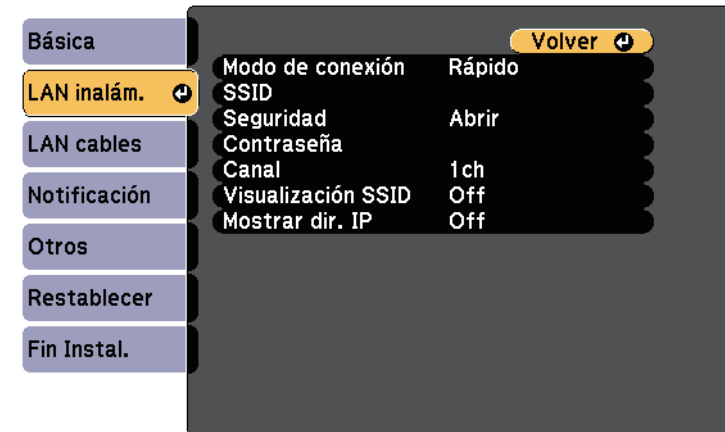 Básica
LAN inalám.
LAN cables
Notificación
Otros
Restablecer
Fin Instal.
Volver
Modo de conexión Rápido
SSID
Seguridad Abrir
Contraseña
Canal 1ch
Visualización SSID Off
Mostrar dir. IP Off